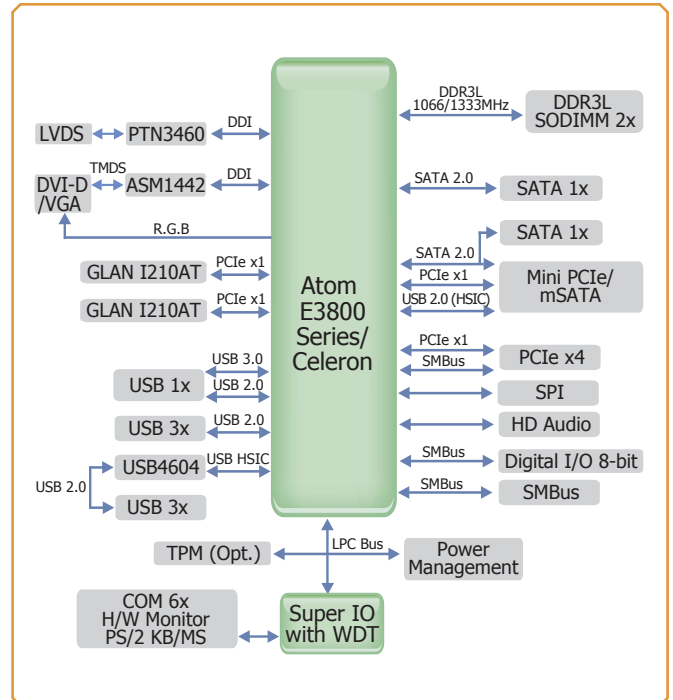 LVDS
PTN3460
DDI
TMDS
DVI-D
/VGA
ASM1442
DDI
R.G.B
GLAN I210AT
PCIe x1
GLAN I210AT
PCIe x1
USB 3.0
USB 1x
USB 2.0
USB 3x
USB 2.0
USB4604
USB HSIC
USB 2.0
USB 3x
Atom
E3800
Series/
Celeron
DDR3L
1066/1333MHz
DDR3L
SODIMM 2x
SATA 2.0
SATA 1x
SATA 1x
SATA 2.0
PCIe x1
USB 2.0 (HSIC)
Mini PCIe/
mSATA
PCIe x1
SMBus
PCIe x4
SPI
HD Audio
SMBus
Digital I/O 8-bit
SMBus
SMBus
TPM (Opt.)
LPC Bus
Power
Management
COM 6x
H/W Monitor
PS/2 KB/MS
Super IO
with WDT